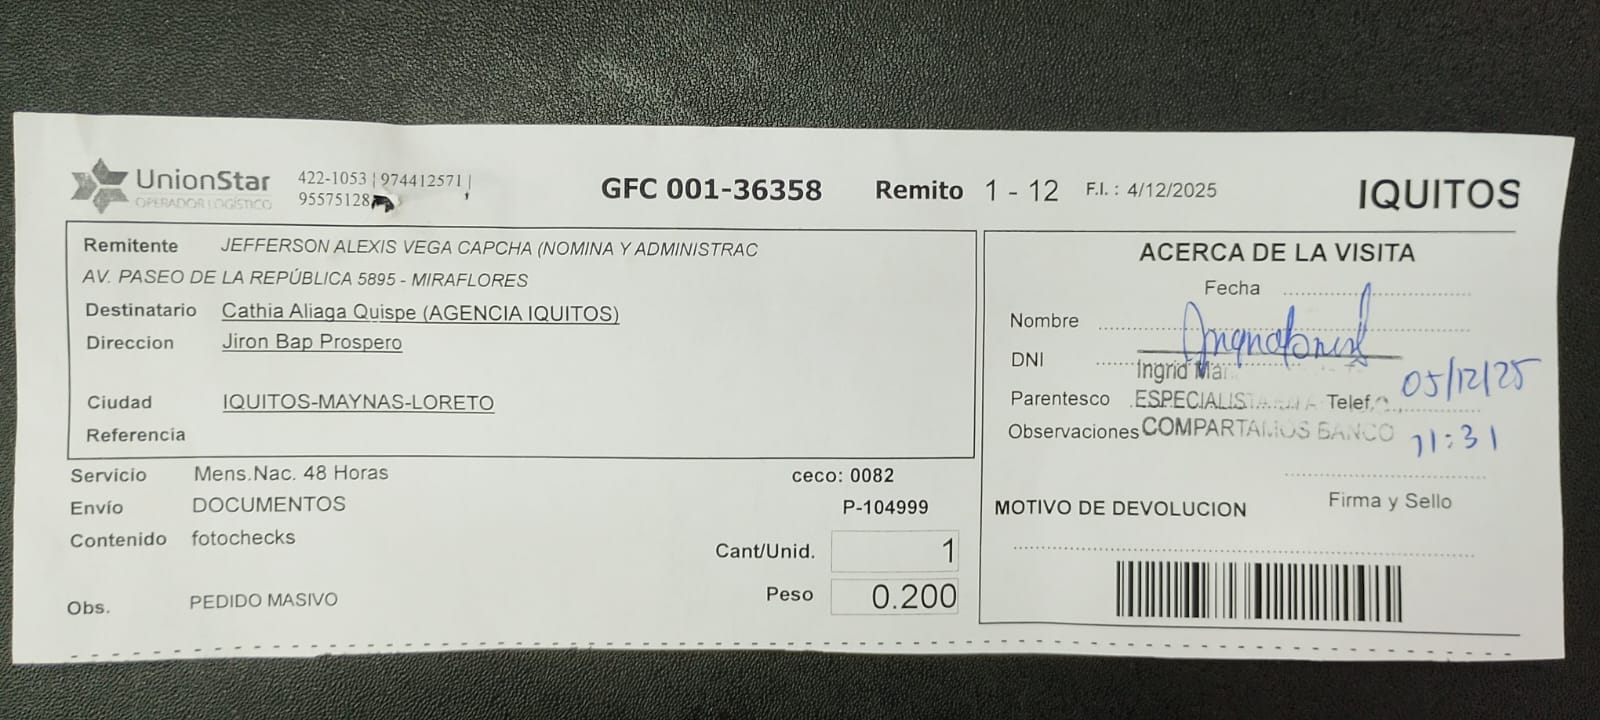 UnionStar
OPERADOR LOGÍSTICO
422-1053 | 974412571 |
95575128
GFC 001-36358 Remito 1 - 12 F.I. : 4/12/2025 IQUITOS
Remitente JEFFERSON ALEXIS VEGA CAPCHA (NOMINA Y ADMINISTRAC
AV. PASEO DE LA REPÚBLICA 5895 - MIRAFLORES
Destinatario Cathia Aliaga Quispe (AGENCIA IQUITOS)
Direccion Jiron Bap Prospero
Ciudad IQUITOS-MAYNAS-LORETO
Referencia
Servicio Mens.Nac. 48 Horas ceco: 0082
Envío DOCUMENTOS P-104999
Contenido fotochecks
Cant/Unid. 1
Peso 0.200
Obs. PEDIDO MASIVO
ACERCA DE LA VISITA
Fecha
Nombre
DNI
Ingrid
Parentesco ESPECIALISTA Telef. 05/12/25
Observaciones COMPARTAMOS BANCO 11:31
Firma y Sello
MOTIVO DE DEVOLUCION